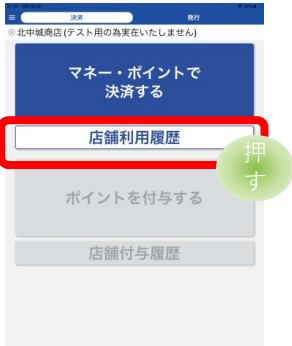 決済 発行
北中城商店(テスト用の為実在いたしません)
マネー・ポイントで
決済する
店舗利用履歴
押
す
ポイントを付与する
店舗付与履歴